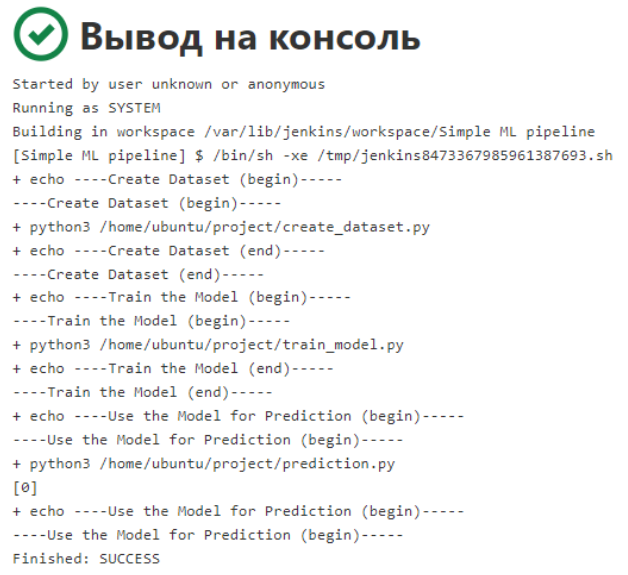 Вывод на консоль
Started by user unknown or anonymous
Running as SYSTEM
Building in workspace /var/lib/jenkins/workspace/Simple ML pipeline
[Simple ML pipeline] $ /bin/sh -xe /tmp/jenkins8473367985961387693.sh
+ echo ----Create Dataset (begin)-----
----Create Dataset (begin)-----
+ python3 /home/ubuntu/project/create_dataset.py
+ echo ----Create Dataset (end)-----
----Create Dataset (end)-----
+ echo ----Train the Model (begin)-----
----Train the Model (begin)-----
+ python3 /home/ubuntu/project/train_model.py
+ echo ----Train the Model (end)-----
----Train the Model (end)-----
+ echo ----Use the Model for Prediction (begin)-----
----Use the Model for Prediction (begin)-----
+ python3 /home/ubuntu/project/prediction.py
[0]
+ echo ----Use the Model for Prediction (begin)-----
----Use the Model for Prediction (begin)-----
Finished: SUCCESS